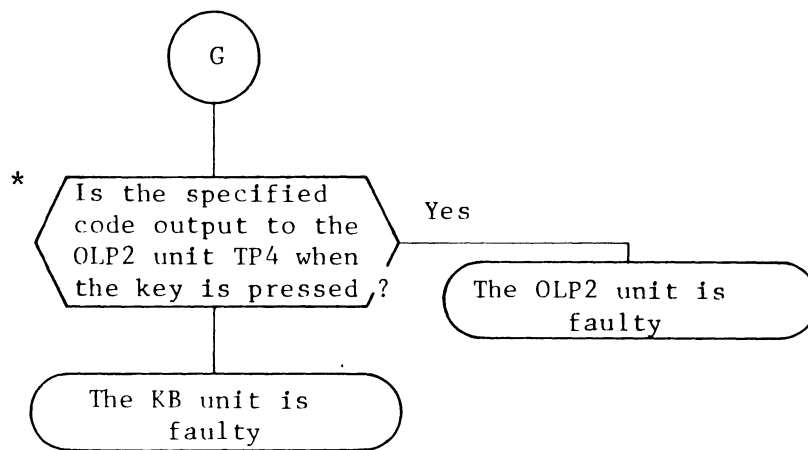 G
*
Is the specified
code output to the
OLP2 unit TP4 when
the key is pressed ?
Yes
The OLP2 unit is
faulty
The KB unit is
faulty